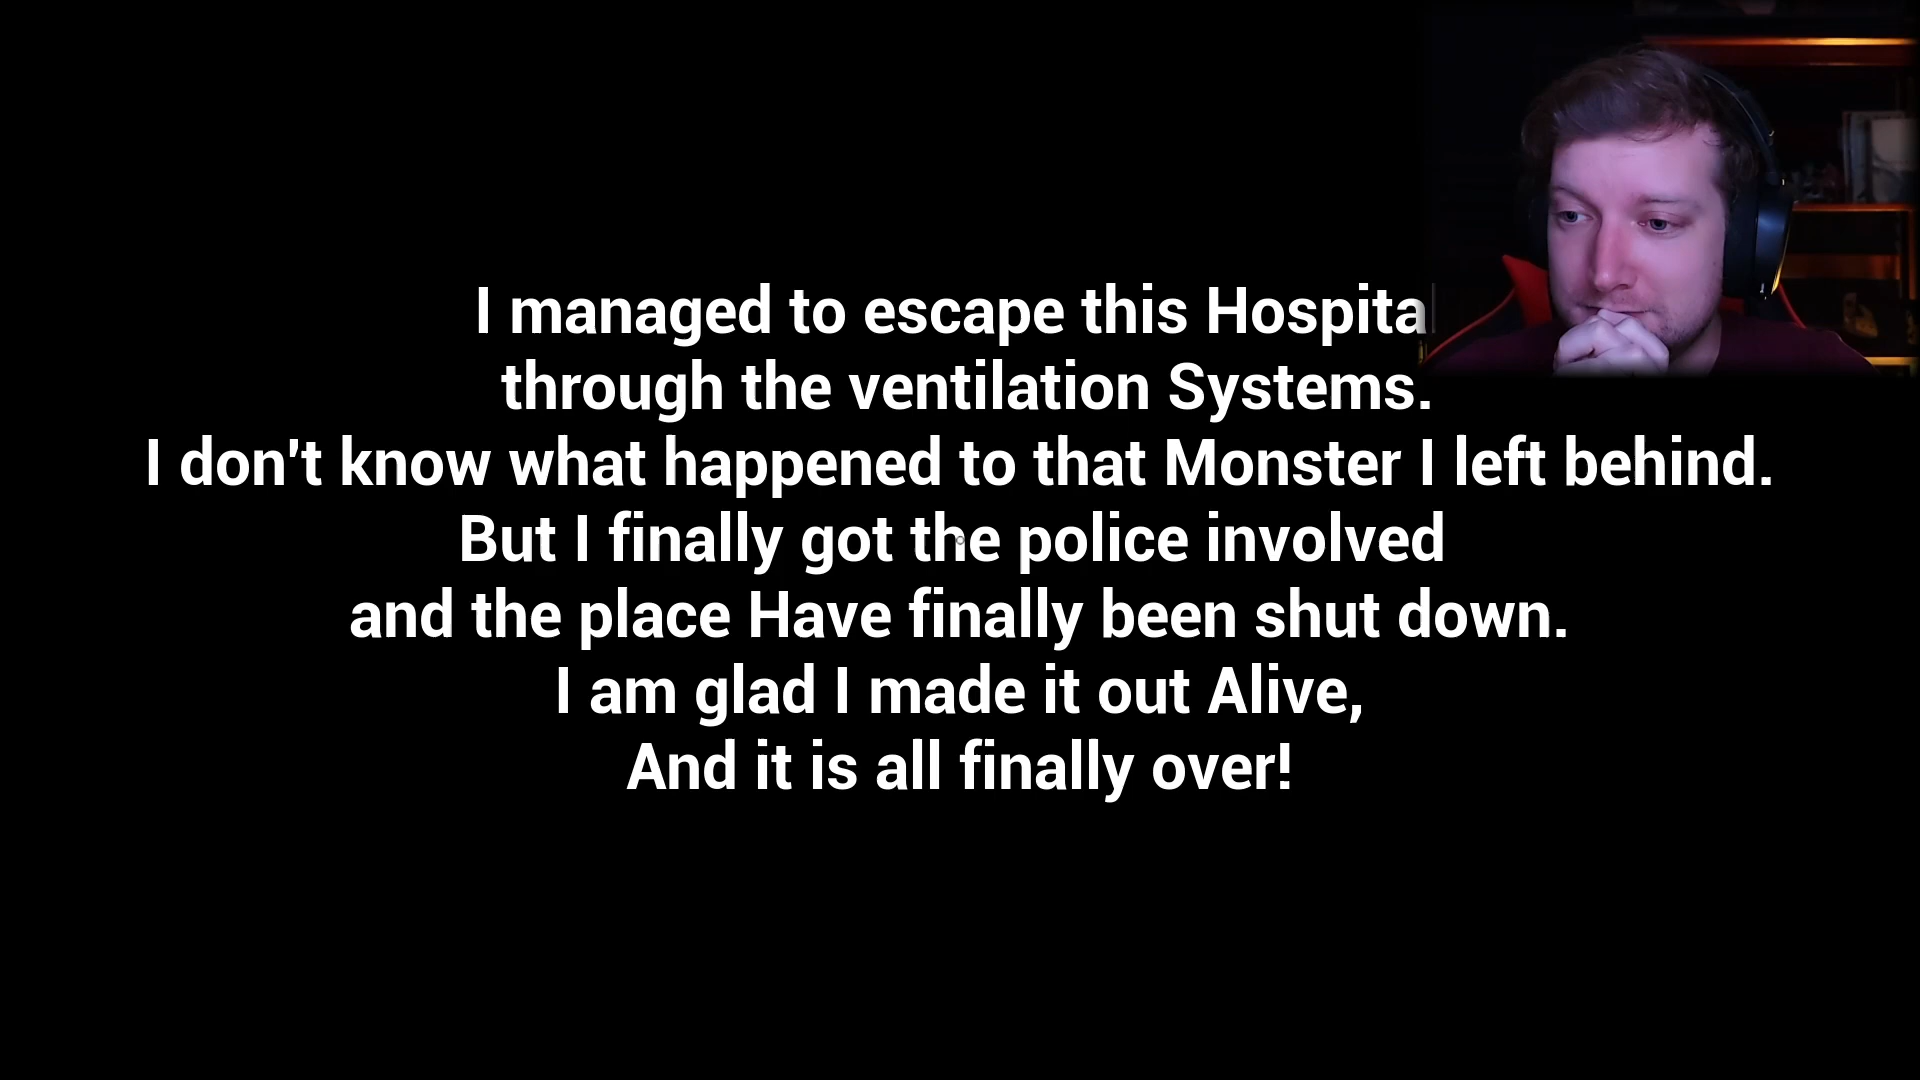 I managed to escape this Hospital
through the ventilation Systems.
I don't know what happened to that Monster I left behind.
But I finally got the police involved
and the place Have finally been shut down.
I am glad I made it out Alive,
And it is all finally over!